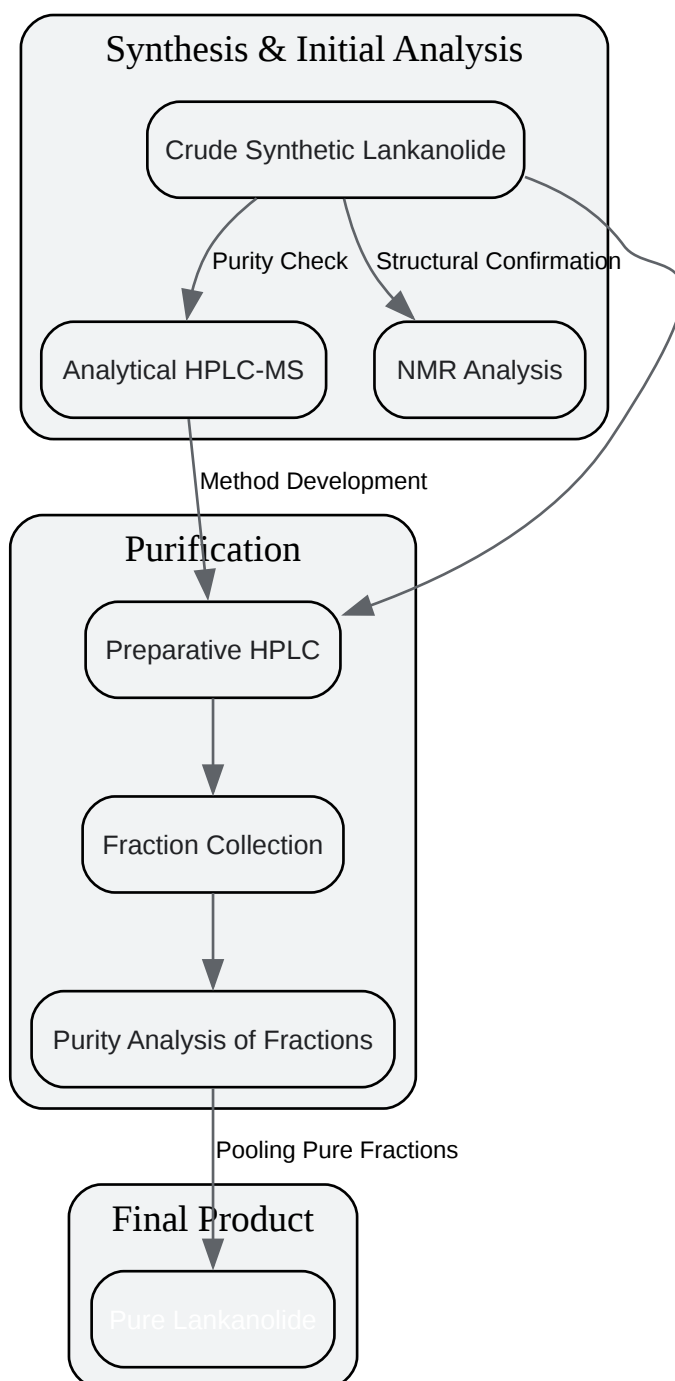 Synthesis & Initial Analysis
Crude Synthetic Lankanolide
Purity Check
Structural Confirmation
Analytical HPLC-MS
NMR Analysis
Method Development
Purification
Preparative HPLC
Fraction Collection
Purity Analysis of Fractions
Pooling Pure Fractions
Final Product
Pure Lankanolide